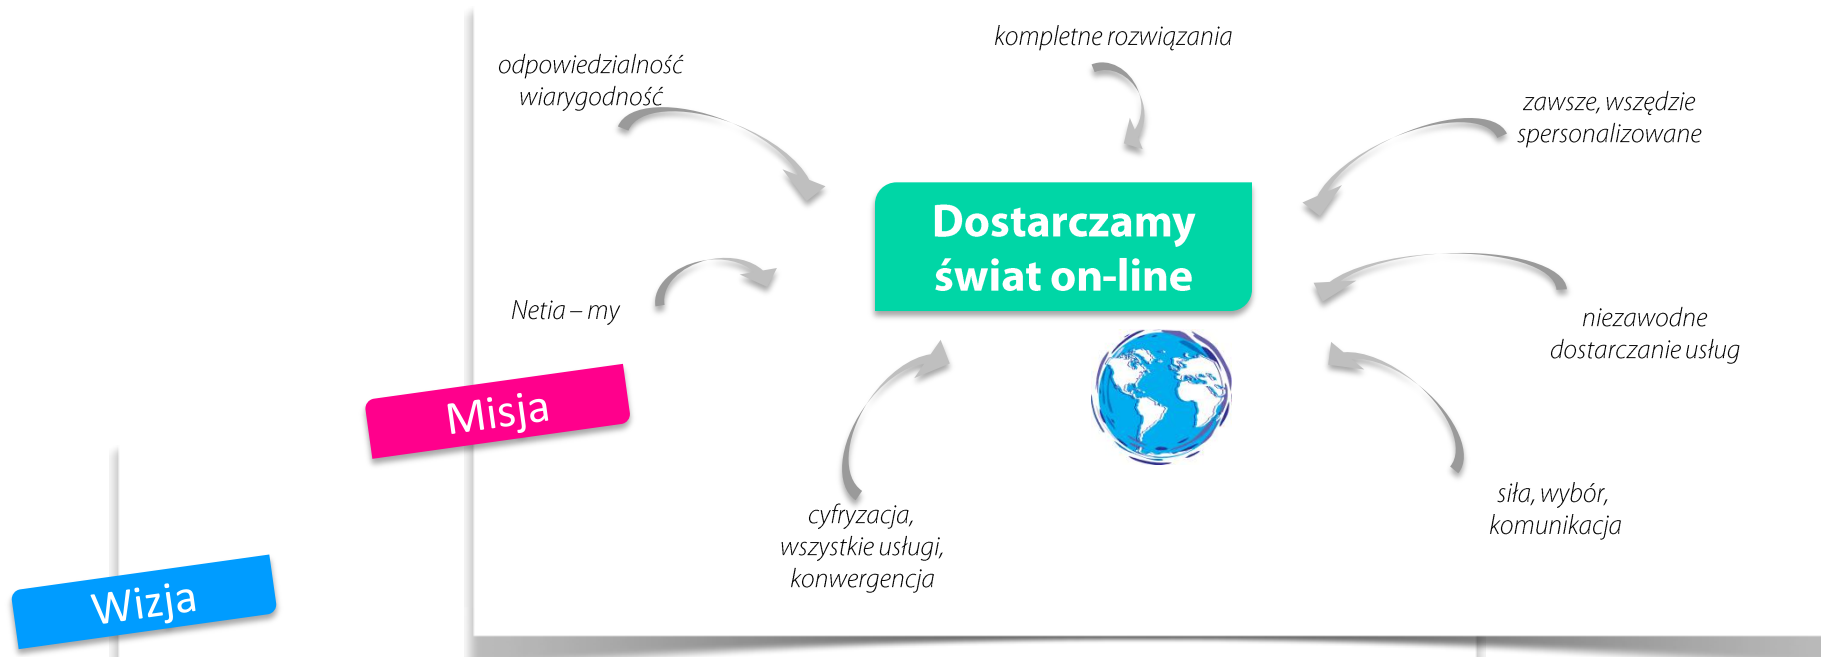 kompletne rozwiązania
odpowiedzialność
wiarygodność
zawsze, wszędzie
spersonalizowane
Dostarczamy
świat on-line
Netia – my
niezawodne
dostarczanie usług
Misja
siła, wybór,
komunikacja
cyfryzacja,
wszystkie usługi,
konwergencja
Wizja